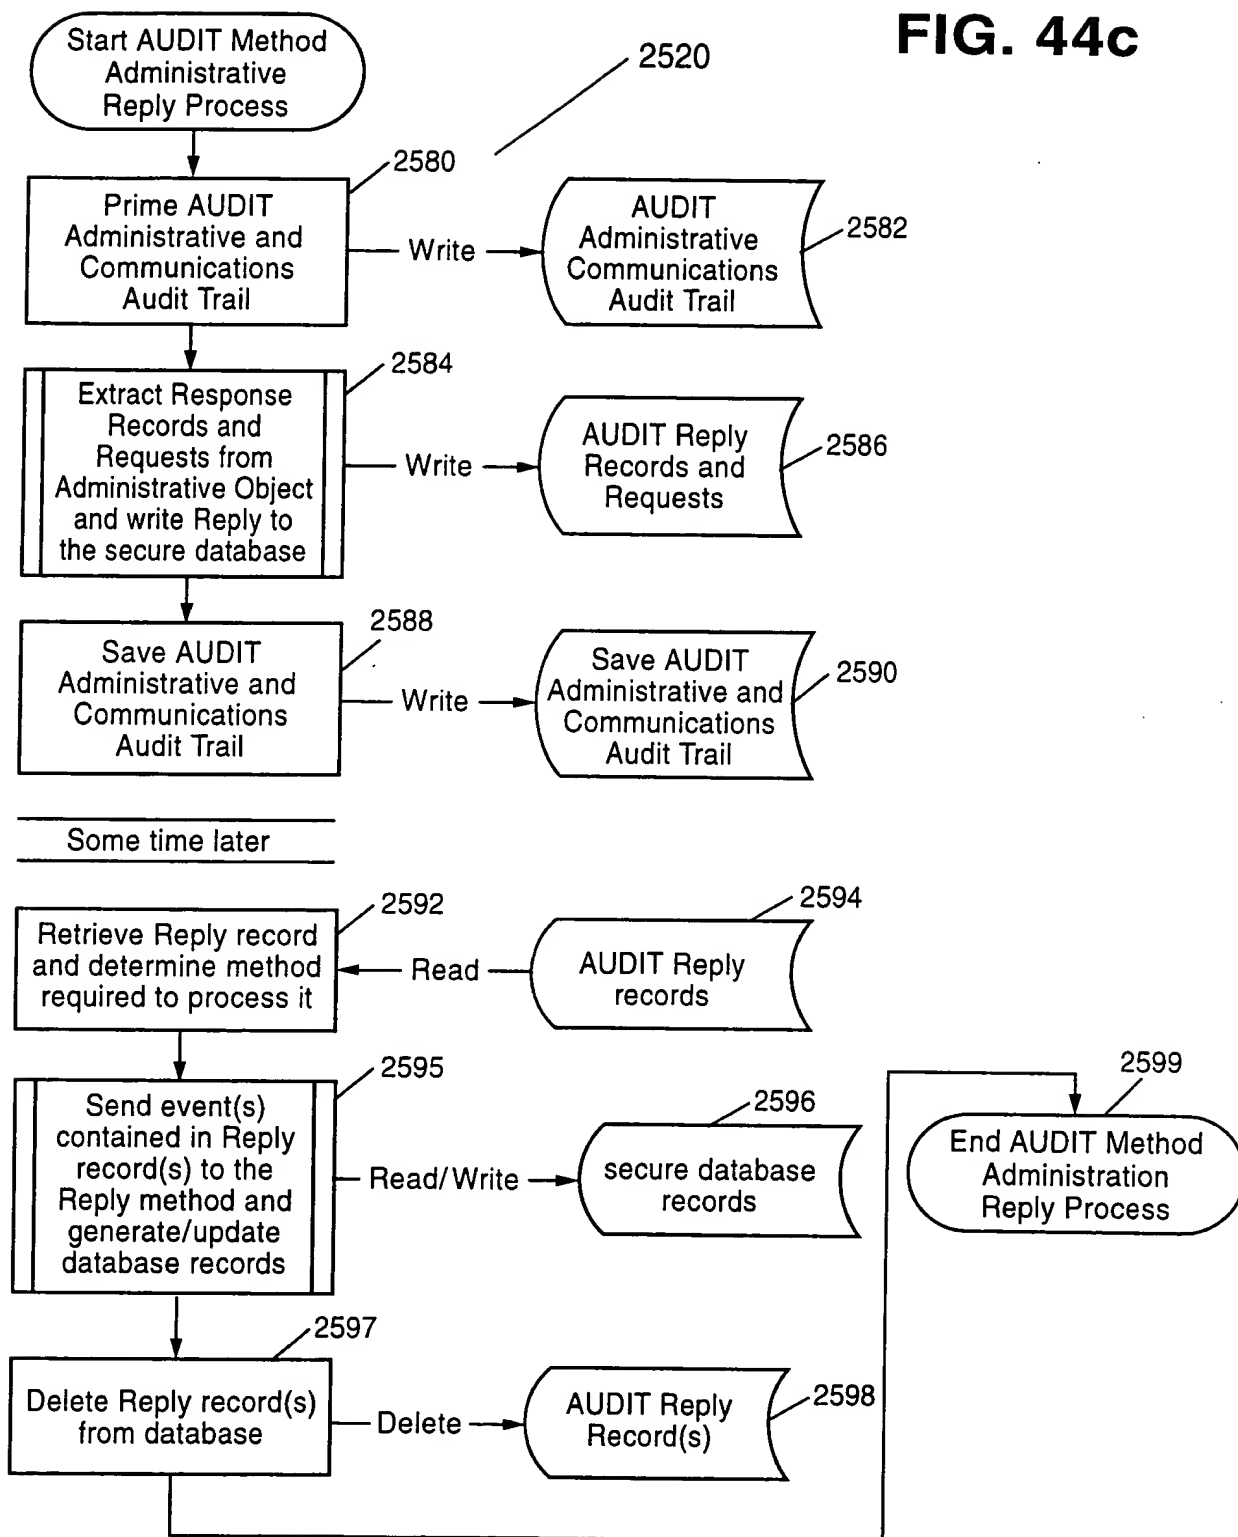 FIG. 44c
Start AUDIT Method
Administrative
Reply Process
2520
2580
Prime AUDIT
Administrative and
Communications
Audit Trail
Write
AUDIT
Administrative
Communications
Audit Trail
2582
2584
Extract Response
Records and
Requests from
Administrative Object
and write Reply to
the secure database
Write
AUDIT Reply
Records and
Requests
2586
2588
Save AUDIT
Administrative and
Communications
Audit Trail
Write
Save AUDIT
Administrative and
Communications
Audit Trail
2590
Some time later
2592
Retrieve Reply record
and determine method
required to process it
Read
AUDIT Reply
records
2594
2595
Send event(s)
contained in Reply
record(s) to the
Reply method and
generate/update
database records
Read/Write
secure database
records
2596
2597
Delete Reply record(s)
from database
Delete
AUDIT Reply
Record(s)
2598
2599
End AUDIT Method
Administration
Reply Process